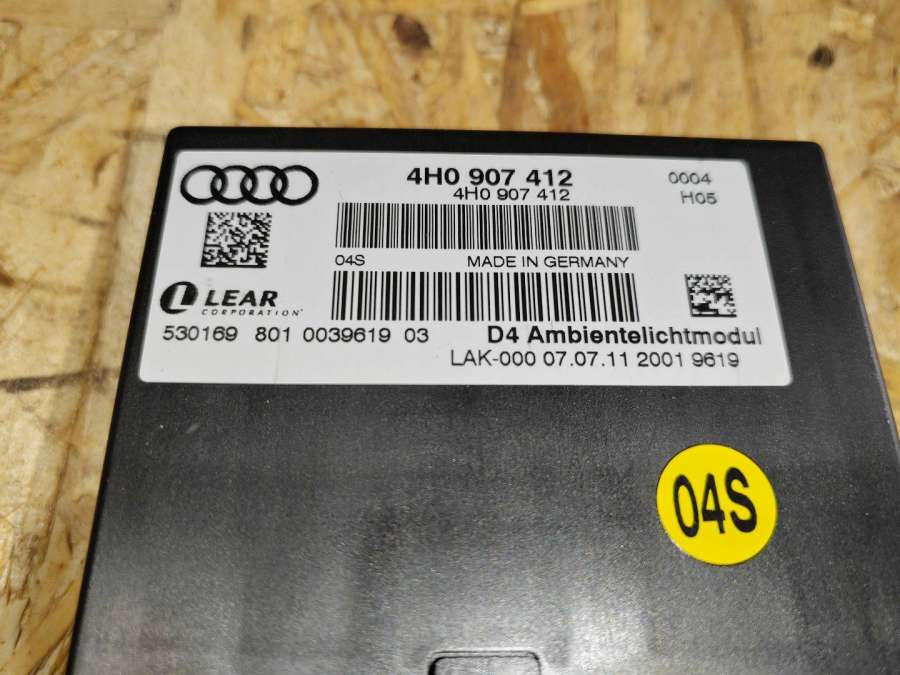 4H0 907 412
4H0 907 412
0004
H05
04S
MADE IN GERMANY
LEAR
CORPORATION
530169 801 0039619 03
D4 Ambientelichtmodul
LAK-000 07.07.11 2001 9619
04S